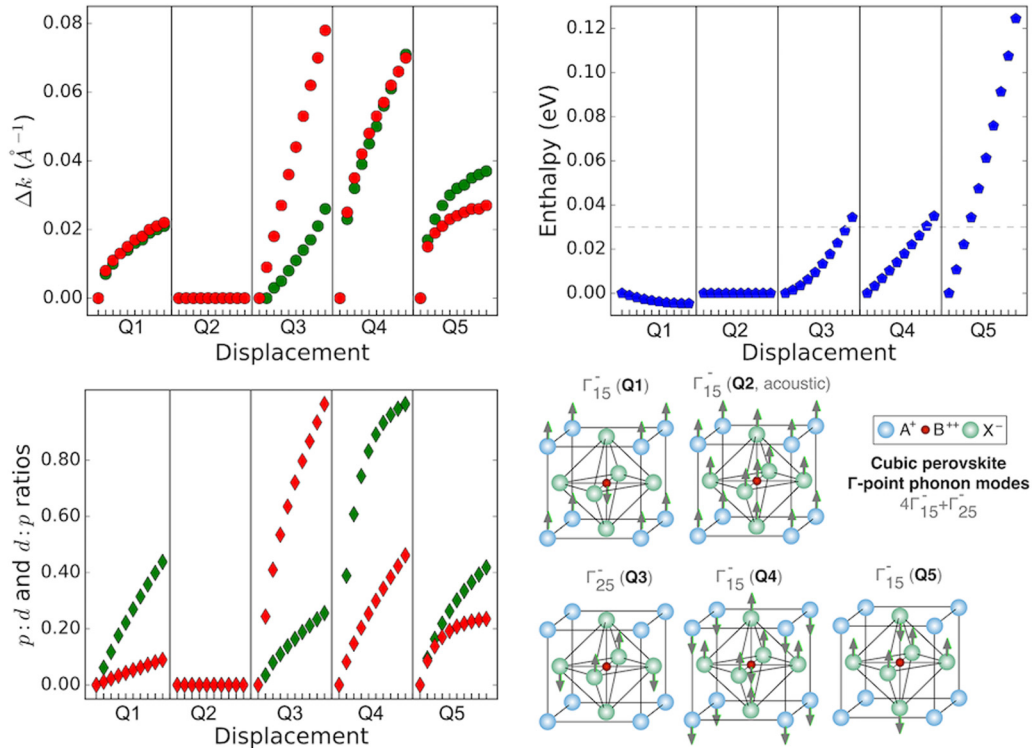 0.08
0.06
0.04
0.02
0.00
Δk (Å⁻¹)
Q1 Q2 Q3 Q4 Q5
Displacement
0.12
0.10
0.08
0.06
0.04
0.02
0.00
Enthalpy (eV)
Q1 Q2 Q3 Q4 Q5
Displacement
0.80
0.60
0.40
0.20
0.00
p : d and d : p ratios
Q1 Q2 Q3 Q4 Q5
Displacement
Γ₁₅⁻ (Q1)
Γ₁₅⁻ (Q2, acoustic)
A⁺ B⁺⁺ X⁻
Cubic perovskite
Γ-point phonon modes
4Γ₁₅⁻+Γ₂₅⁻
Γ₂₅⁻ (Q3)
Γ₁₅⁻ (Q4)
Γ₁₅⁻ (Q5)